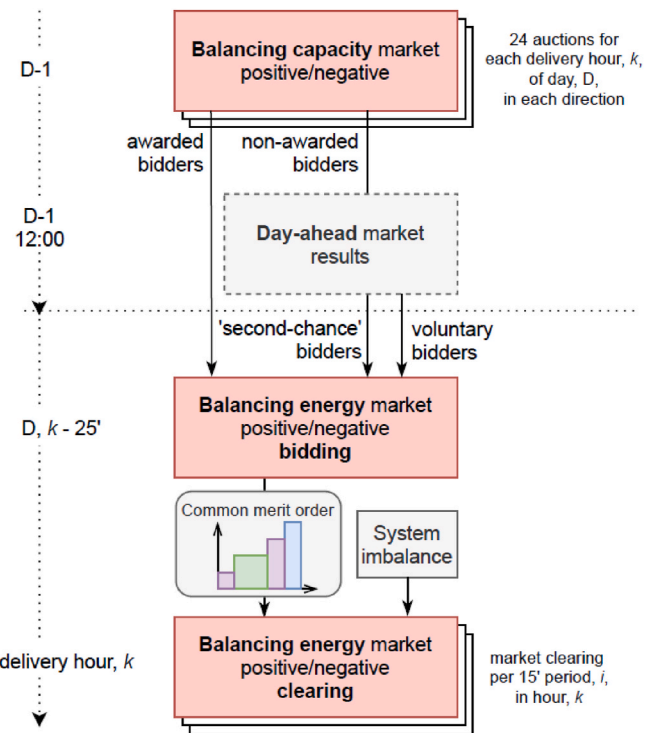 Balancing capacity market
positive/negative
24 auctions for
each delivery hour, k,
of day, D,
in each direction
D-1
awarded
bidders
non-awarded
bidders
D-1
12:00
Day-ahead market
results
'second-chance'
bidders
voluntary
bidders
Balancing energy market
positive/negative
bidding
D, k - 25'
Common merit order
System
imbalance
Balancing energy market
positive/negative
clearing
delivery hour, k
market clearing
per 15' period, i,
in hour, k